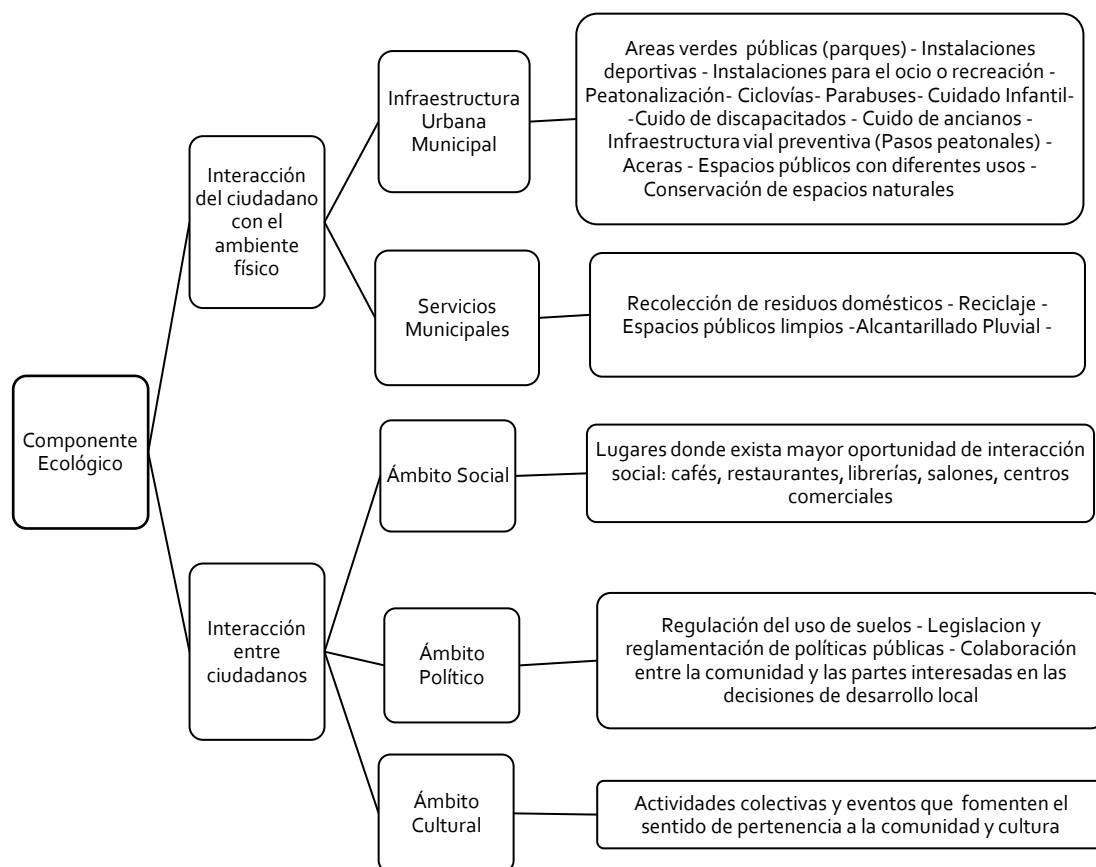 Componente
Ecológico
Interacción
del ciudadano
con el
ambiente
físico
Infraestructura
Urbana
Municipal
Areas verdes públicas (parques) - Instalaciones
deportivas - Instalaciones para el ocio o recreación -
Peatonalización- Ciclovías- Parabuses- Cuidado Infantil-
-Cuido de discapacitados - Cuido de ancianos -
Infraestructura vial preventiva (Pasos peatonales) -
Aceras - Espacios públicos con diferentes usos -
Conservación de espacios naturales
Servicios
Municipales
Recolección de residuos domésticos - Reciclaje -
Espacios públicos limpios -Alcantarillado Pluvial -
Interacción
entre
ciudadanos
Ámbito Social
Lugares donde exista mayor oportunidad de interacción
social: cafés, restaurantes, librerías, salones, centros
comerciales
Ámbito
Político
Regulación del uso de suelos - Legislacion y
reglamentación de políticas públicas - Colaboración
entre la comunidad y las partes interesadas en las
decisiones de desarrollo local
Ámbito
Cultural
Actividades colectivas y eventos que fomenten el
sentido de pertenencia a la comunidad y cultura